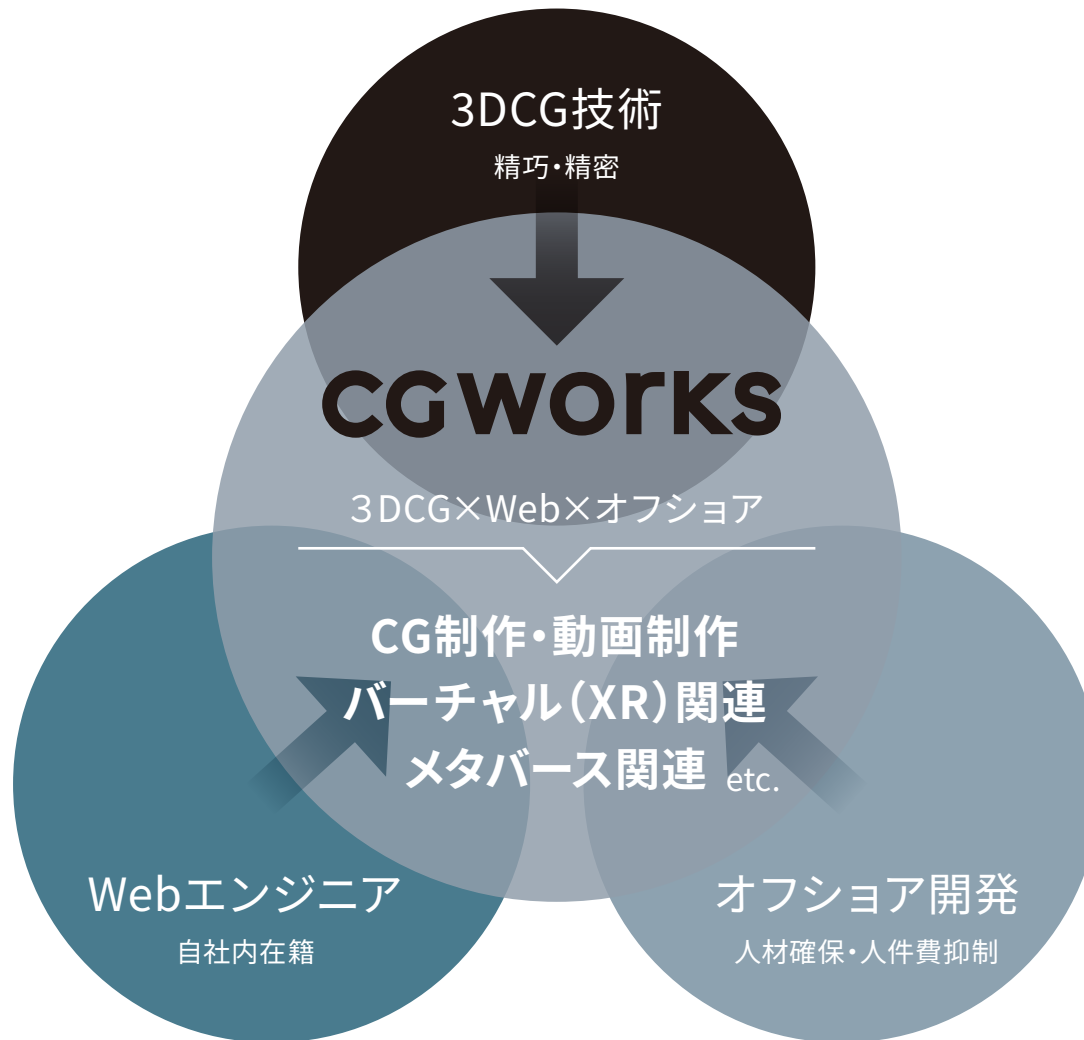 3DCG技術
精巧・精密
CGworks
３DCG×Web×オフショア
CG制作・動画制作
バーチャル（XR）関連
メタバース関連 etc.
Webエンジニア
自社内在籍
オフショア開発
人材確保・人件費抑制